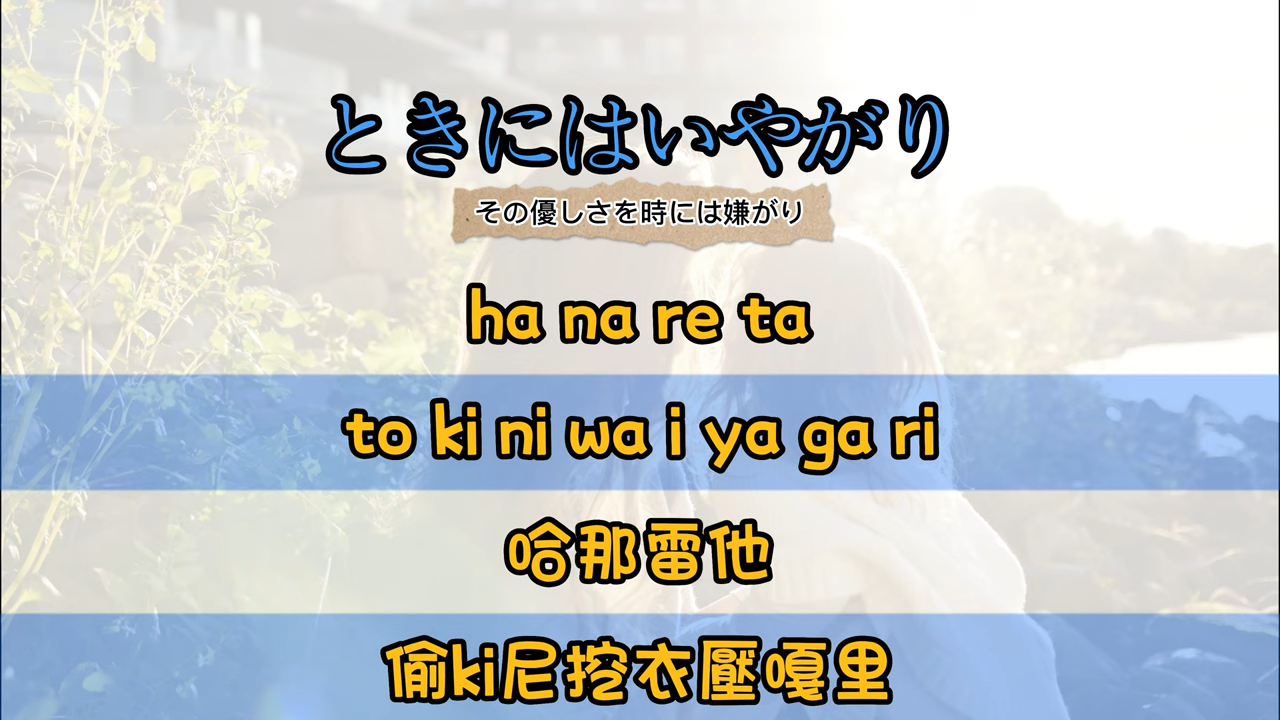 ときにはいやがり
その優しさを時には嫌がり
ha na re ta
to ki ni wa i ya ga ri
哈那雷他
偷ki尼挖衣壓嘎里